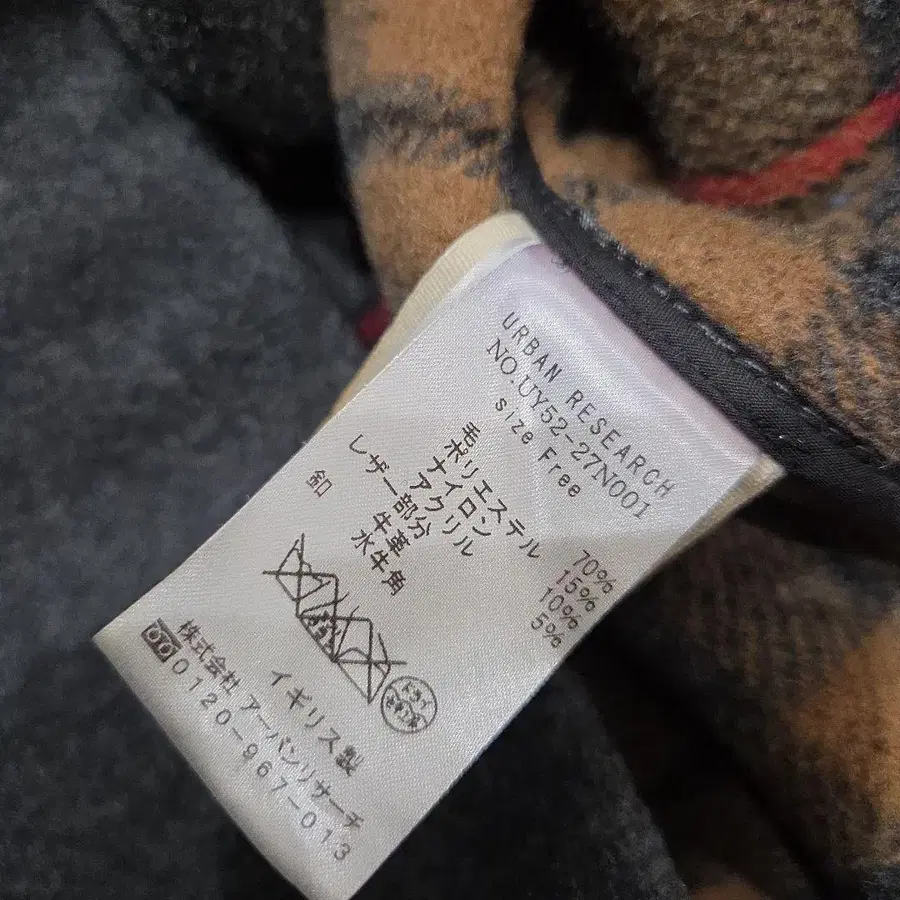 URBAN RESEARCH
NO.UY52-27N001
size Free
毛 70%
ポリエステル 15%
ナイロン 10%
アクリル 5%
レザー部分 牛革
釦 水牛角
イギリス製
株式会社 アーバンリサーチ
0120-967-013